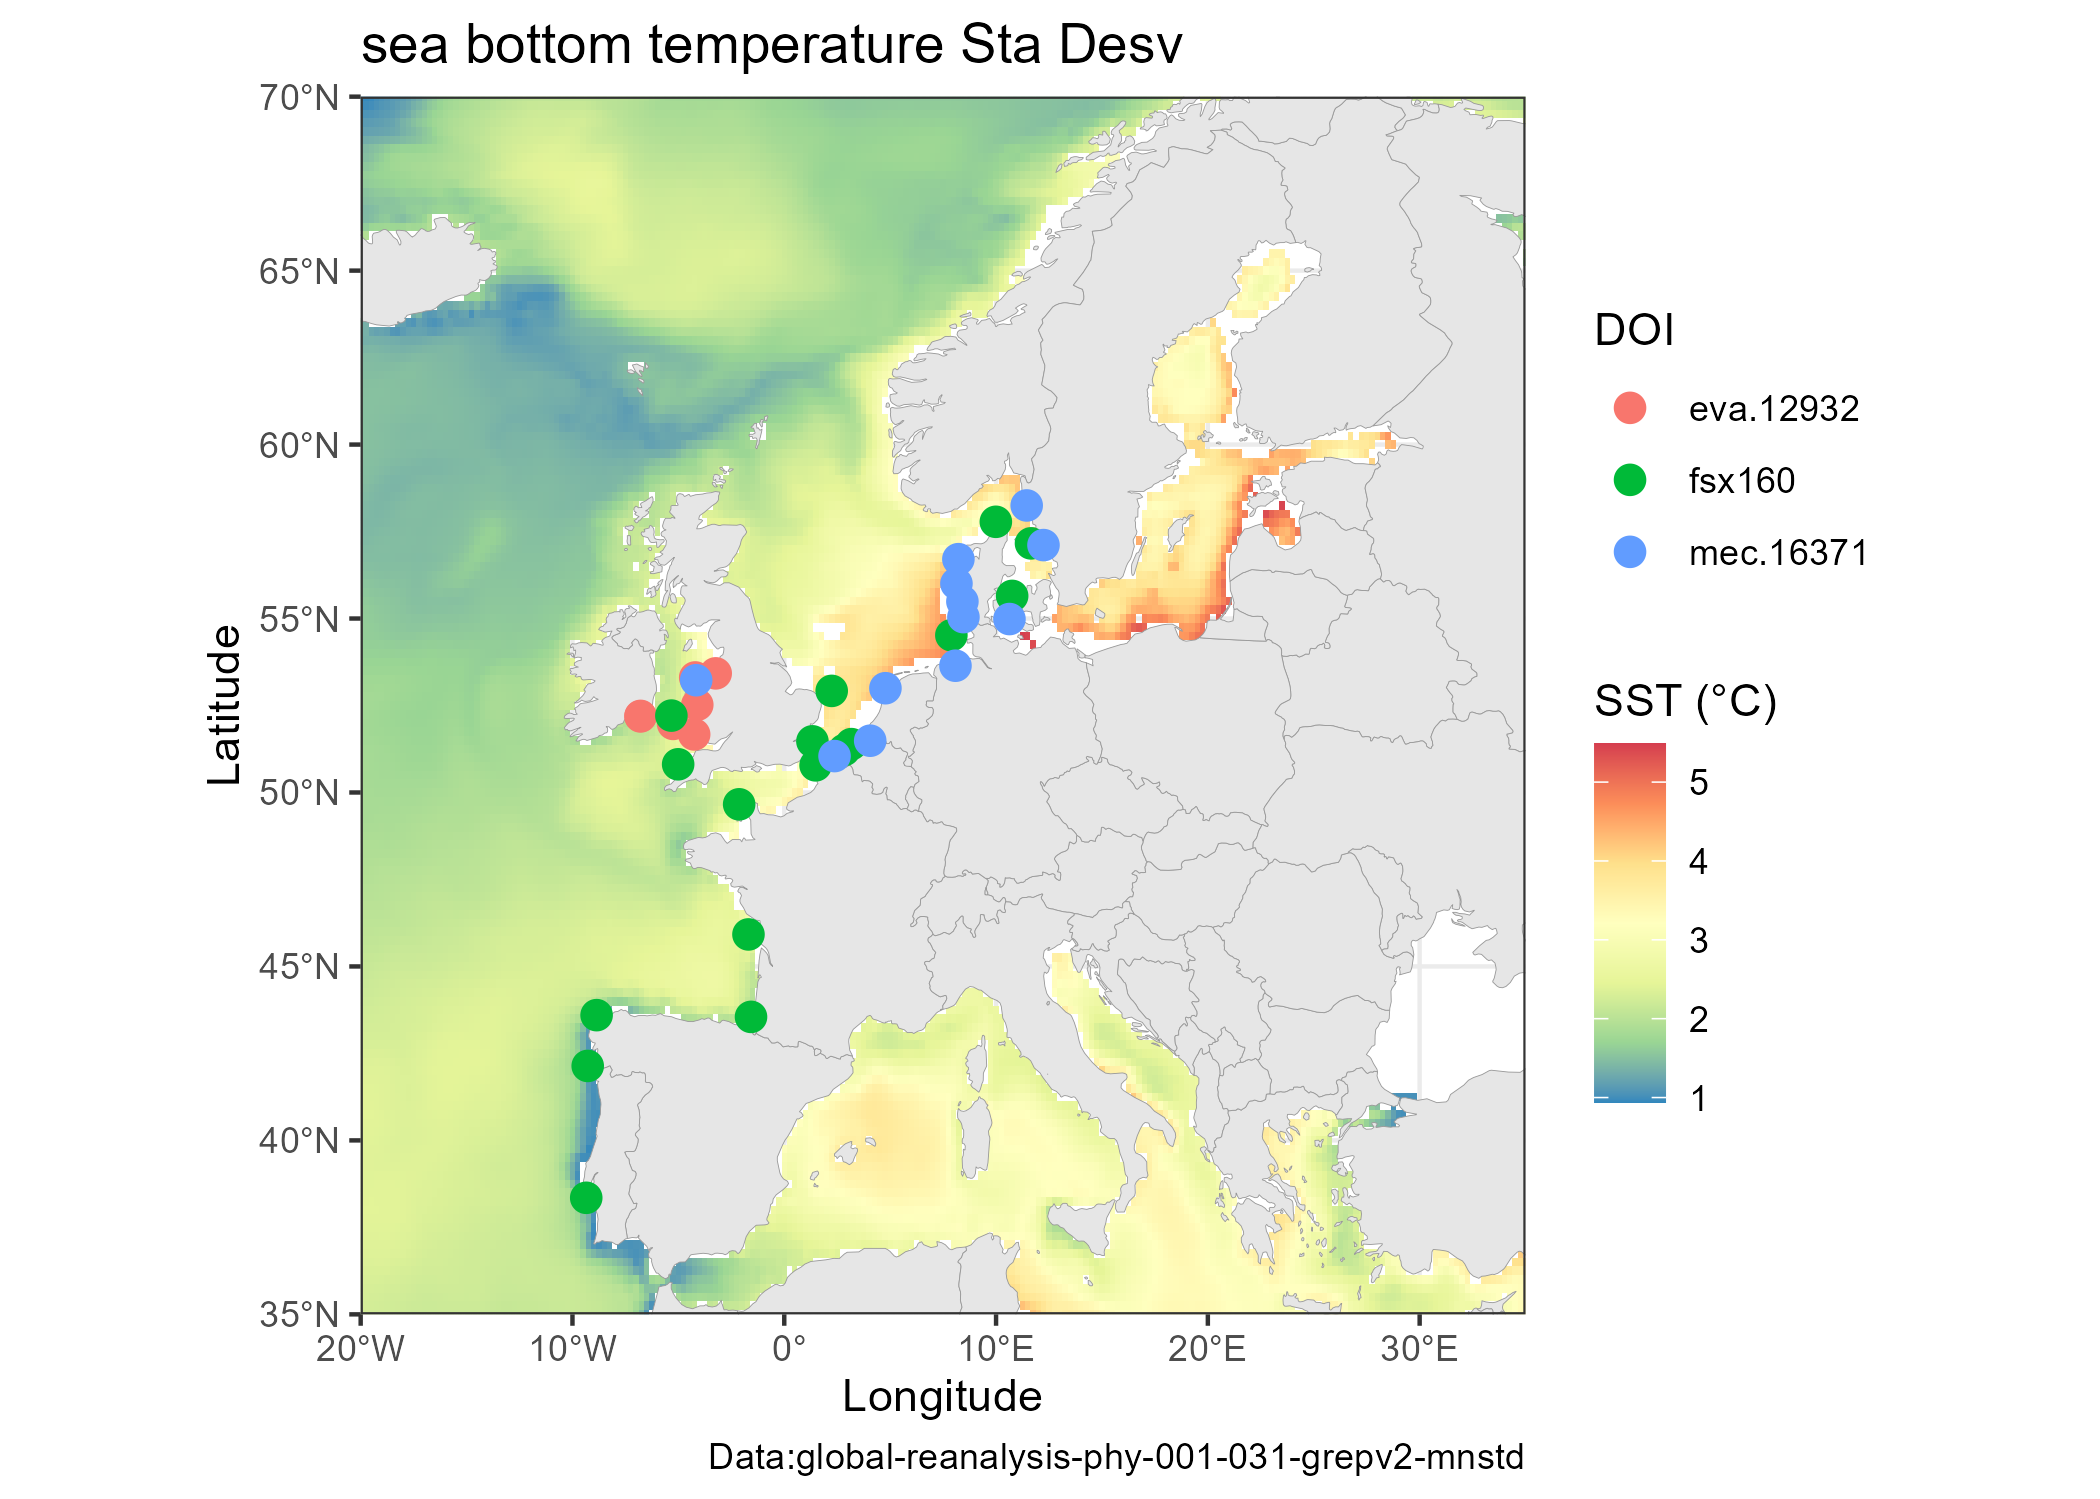 sea bottom temperature Sta Desv
70°N
65°N
60°N
55°N
50°N
45°N
40°N
35°N
Latitude
20°W
10°W
0°
10°E
20°E
30°E
Longitude
Data:global-reanalysis-phy-001-031-grepv2-mnstd
DOI
eva.12932
fsx160
mec.16371
SST (°C)
5
4
3
2
1